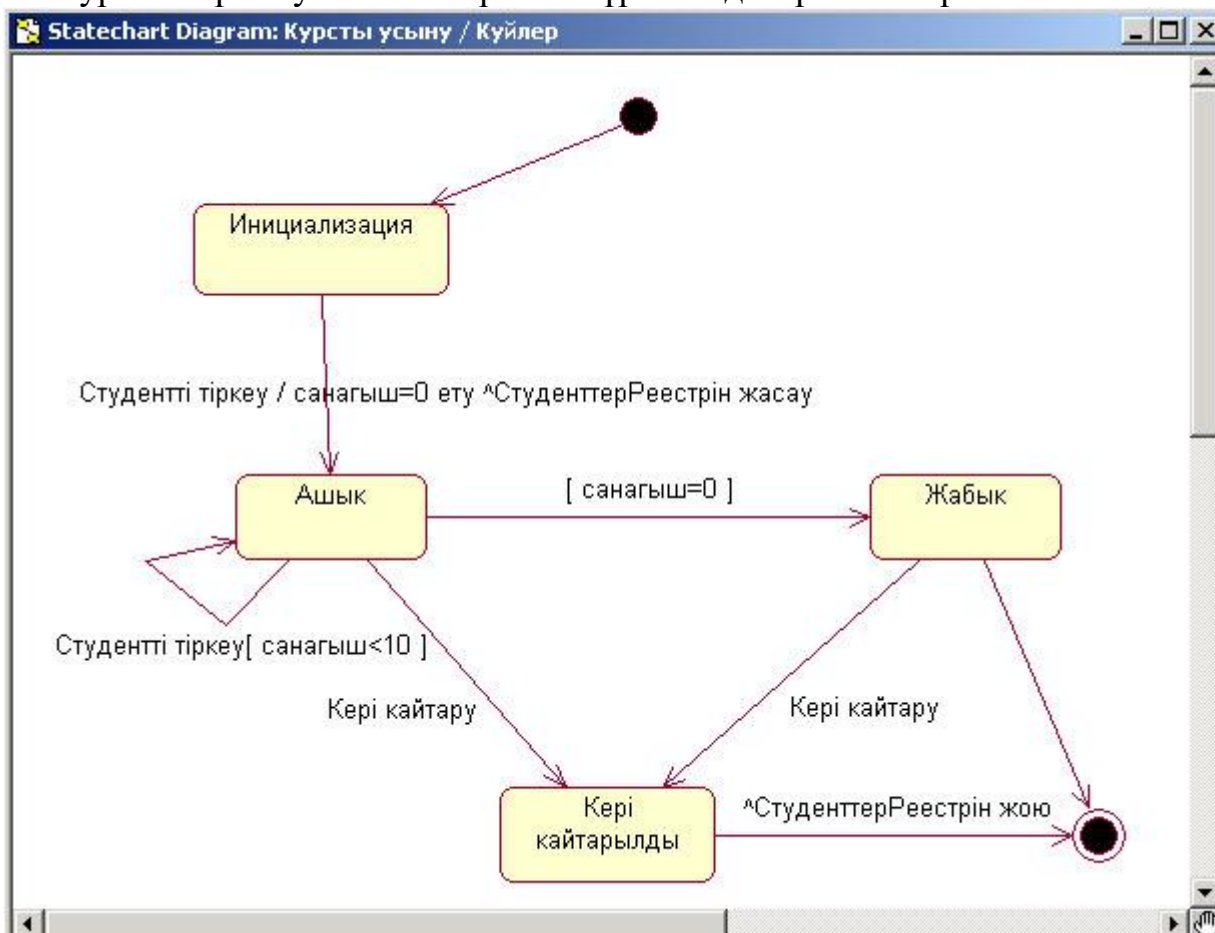 Statechart Diagram: Курсты усыну / Куйлер
Инициализация
Студентті тіркеу / санагыш=0 ету ^СтуденттерРеестрін жасау
Ашык
[ санагыш=0 ]
Жабык
Студентті тіркеу[ санагыш<10 ]
Кері кайтару
Кері кайтару
Кері
кайтарылды
^СтуденттерРеестрін жою